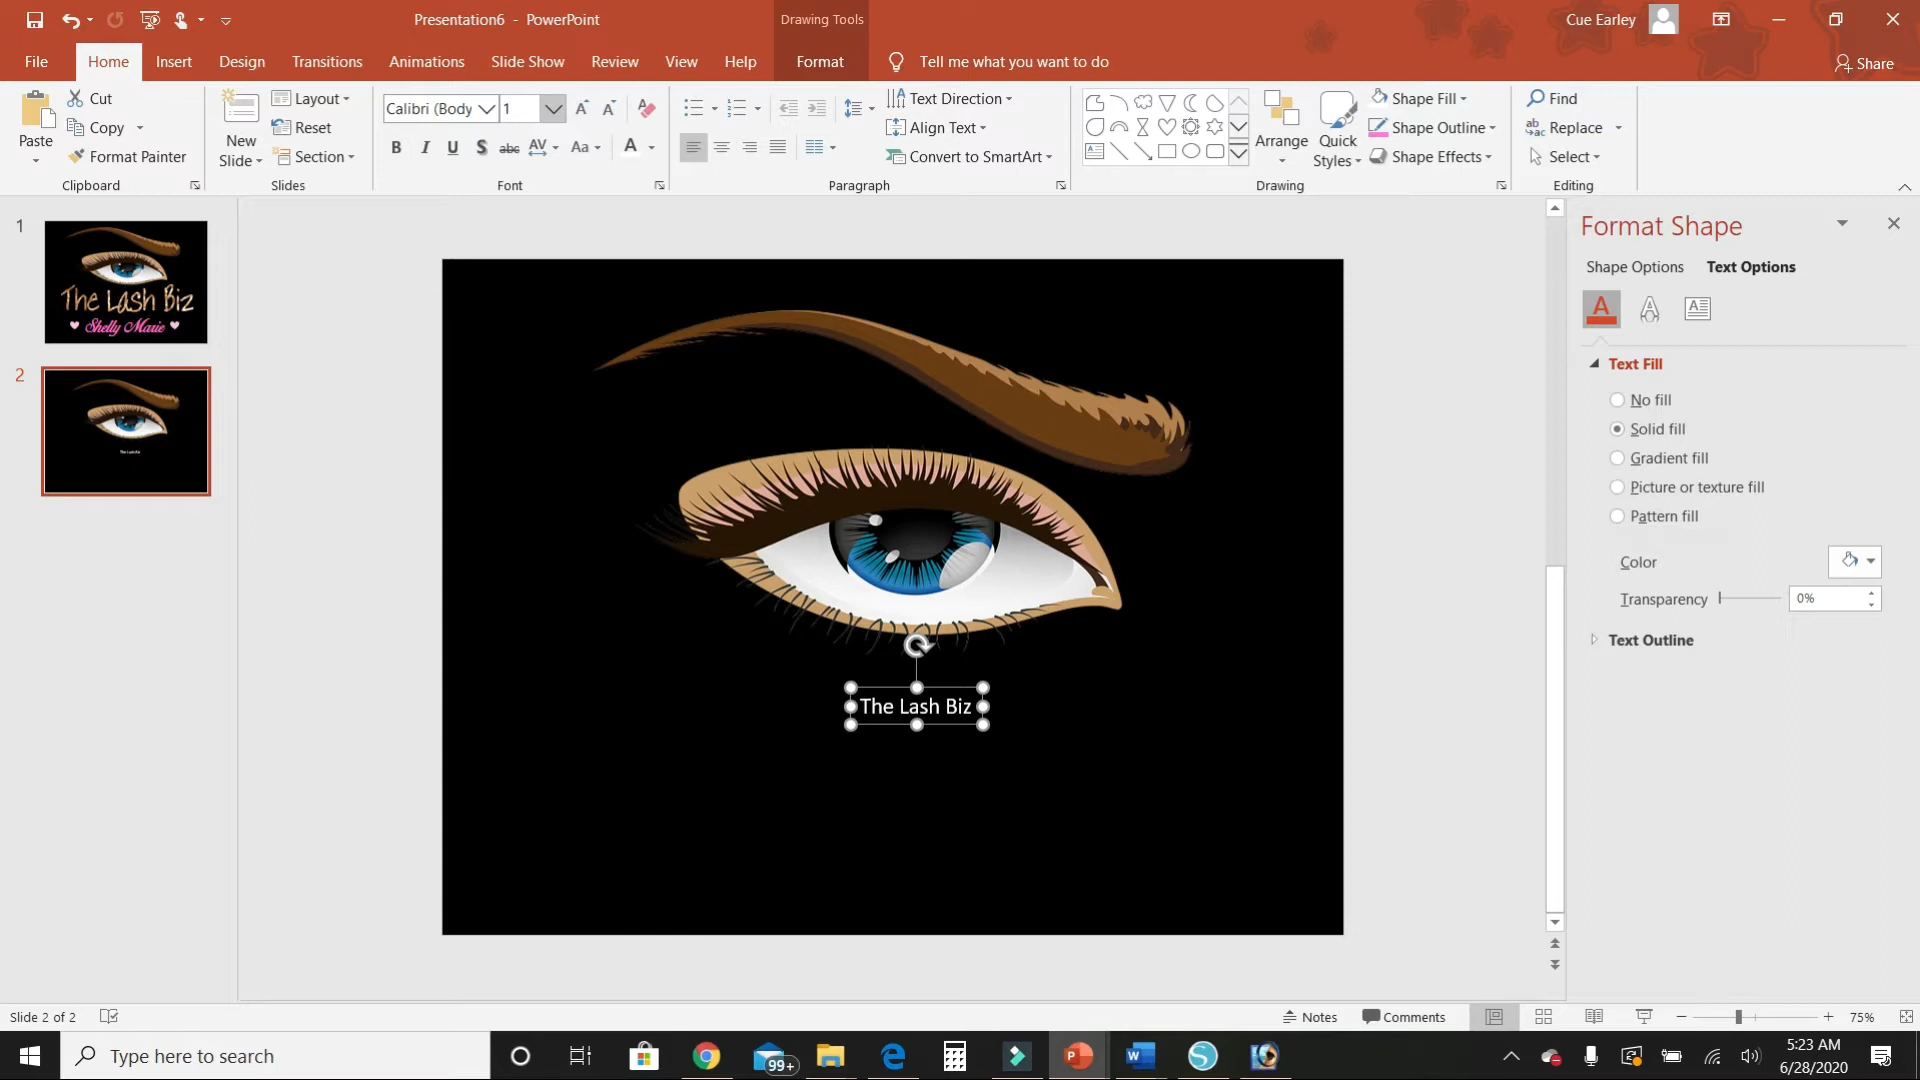 Presentation6 - PowerPoint
Drawing Tools
Cue Earley
File
Home
Insert
Design
Transitions
Animations
Slide Show
Review
View
Help
Format
Tell me what you want to do
Share
Paste
Cut
Copy
Format Painter
Clipboard
New
Slide
Layout
Reset
Section
Slides
Calibri (Body
1
B I U S abc AV Aa A
Font
Text Direction
Align Text
Convert to SmartArt
Paragraph
Arrange
Quick
Styles
Shape Fill
Shape Outline
Shape Effects
Drawing
Find
Replace
Select
Editing
1
The Lash Biz
Shelly Marie
2
The Lash Biz
The Lash Biz
Format Shape
Shape Options
Text Options
Text Fill
No fill
Solid fill
Gradient fill
Picture or texture fill
Pattern fill
Color
Transparency
0%
Text Outline
Slide 2 of 2
Notes
Comments
75%
Type here to search
99+
5:23 AM
6/28/2020